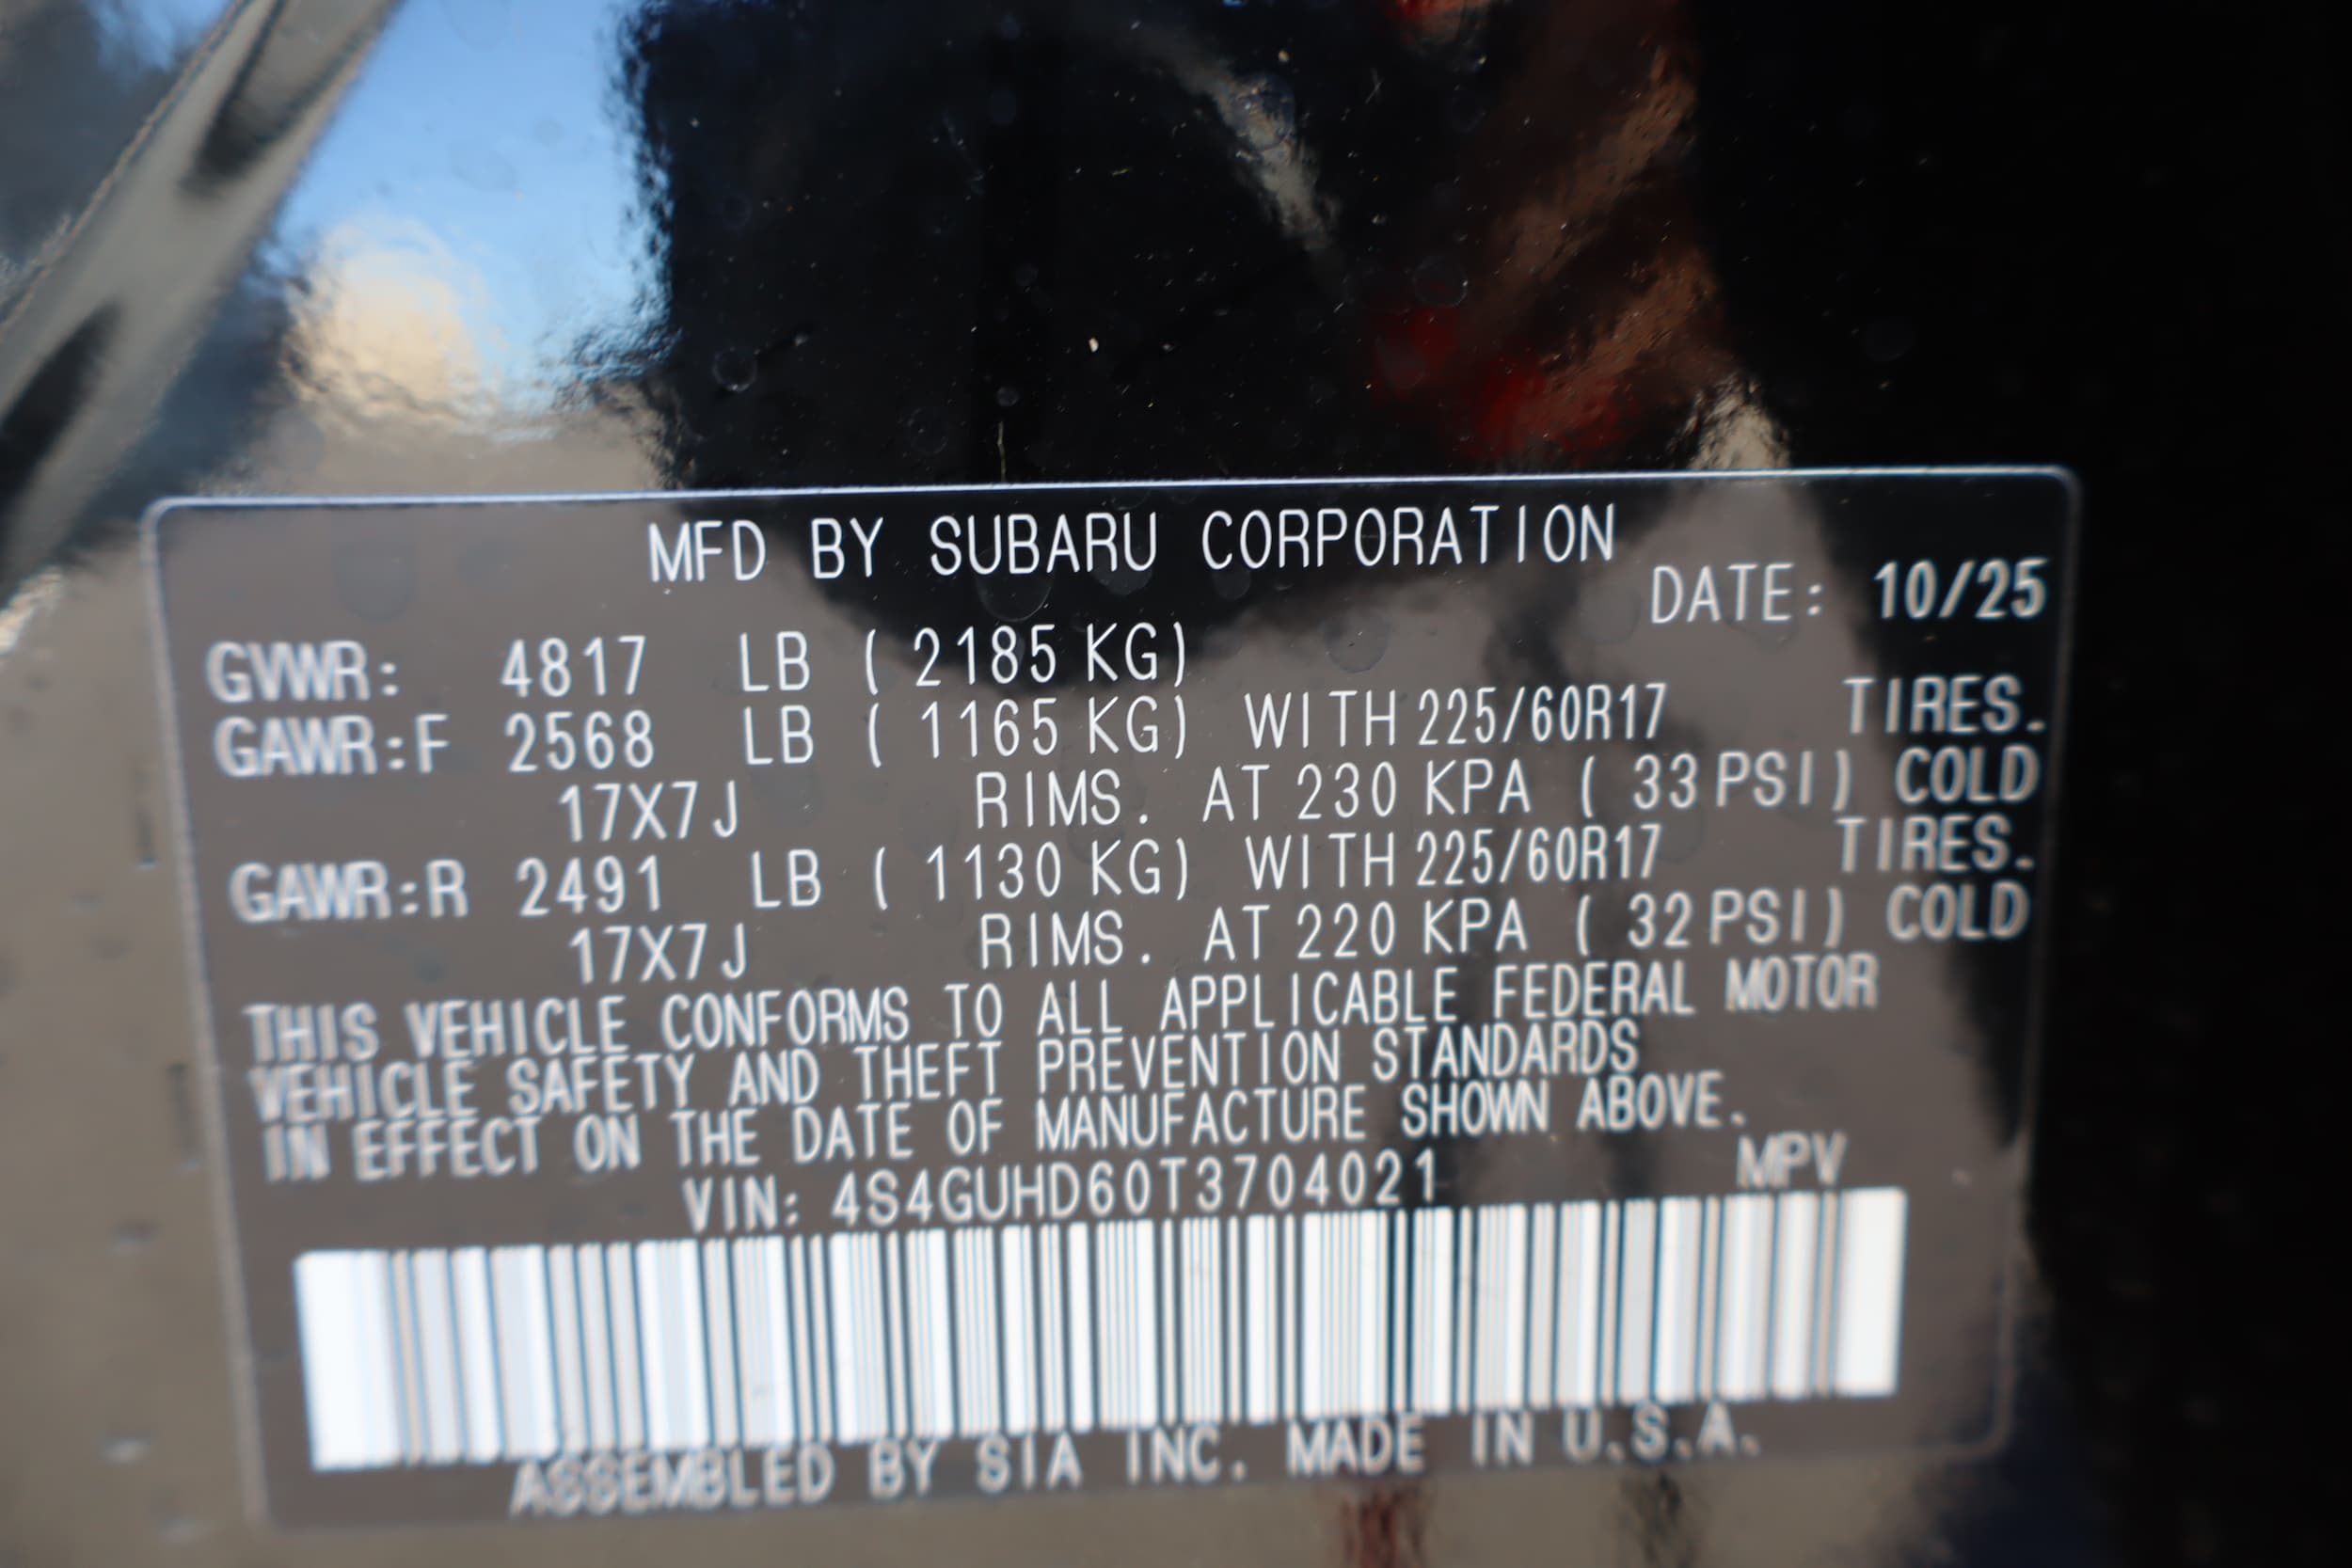 MFD BY SUBARU CORPORATION
DATE: 10/25
GVWR: 4817 LB ( 2185 KG)
GAWR:F 2568 LB ( 1165 KG) WITH 225/60R17 TIRES.
17X7J RIMS. AT 230 KPA ( 33 PSI) COLD
GAWR:R 2491 LB ( 1130 KG) WITH 225/60R17 TIRES.
17X7J RIMS. AT 220 KPA ( 32 PSI) COLD
THIS VEHICLE CONFORMS TO ALL APPLICABLE FEDERAL MOTOR
VEHICLE SAFETY AND THEFT PREVENTION STANDARDS
IN EFFECT ON THE DATE OF MANUFACTURE SHOWN ABOVE.
VIN: 4S4GUHD60T3704021 MPV
ASSEMBLED BY SIA INC. MADE IN U.S.A.